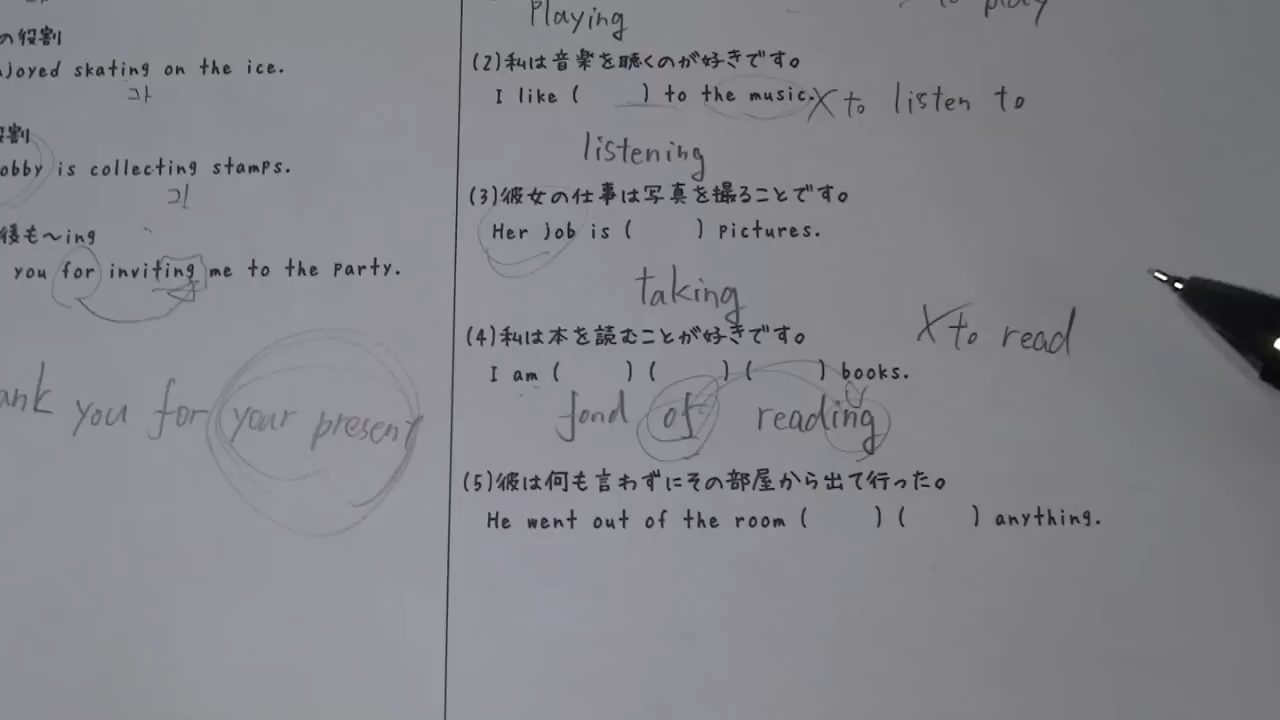 の役割
njoyed skating on the ice.
役割
obby is collecting stamps.
後も〜ing
you for inviting me to the party.
ank you for your present
Playing
to play
(2)私は音楽を聴くのが好きです。
I like ( ) to the music. X to listen to
listening
(3)彼女の仕事は写真を撮ることです。
Her job is ( ) pictures.
taking
(4)私は本を読むことが好きです。 X to read
I am ( ) ( ) ( ) books.
fond of reading
(5)彼は何も言わずにその部屋から出て行った。
He went out of the room ( ) ( ) anything.